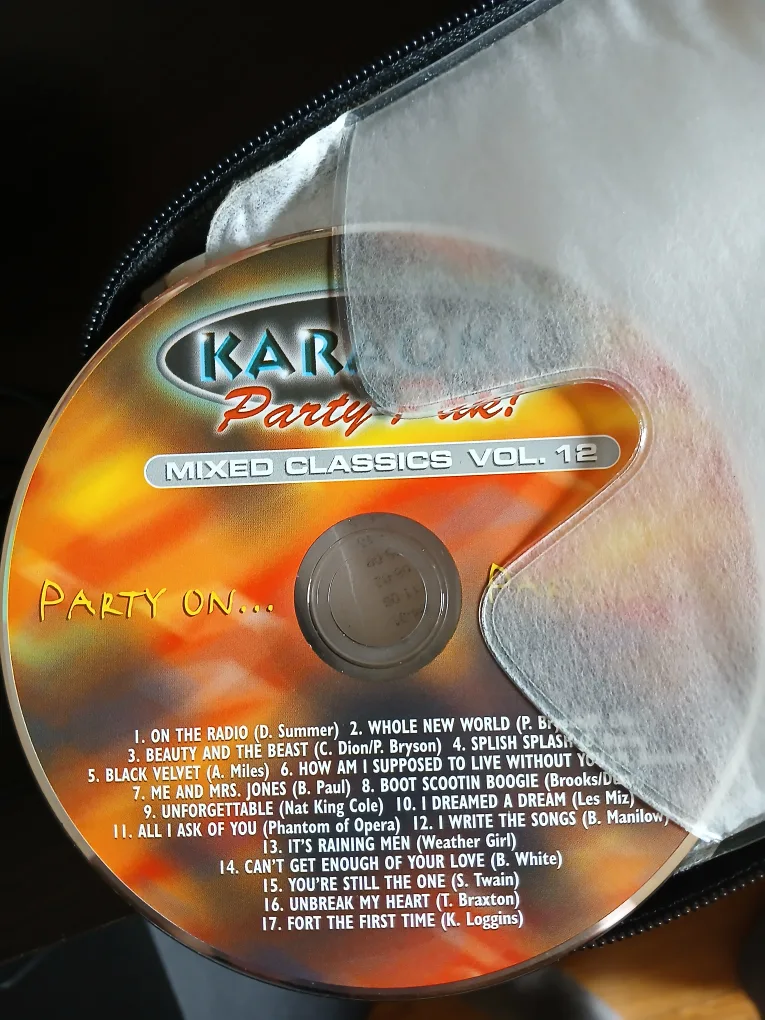 KARAOKE
Party Pak!
MIXED CLASSICS VOL. 12
PARTY ON...
1. ON THE RADIO (D. Summer) 2. WHOLE NEW WORLD (P.
3. BEAUTY AND THE BEAST (C. Dion/P. Bryson) 4. SPLISH SPLASH
5. BLACK VELVET (A. Miles) 6. HOW AM I SUPPOSED TO LIVE WITHOUT
7. ME AND MRS. JONES (B. Paul) 8. BOOT SCOOTIN BOOGIE (Brooks/
9. UNFORGETTABLE (Nat King Cole) 10. I DREAMED A DREAM (Les Miz)
11. ALL I ASK OF YOU (Phantom of Opera) 12. I WRITE THE SONGS (B. Manilow)
13. IT'S RAINING MEN (Weather Girl)
14. CAN'T GET ENOUGH OF YOUR LOVE (B. White)
15. YOU'RE STILL THE ONE (S. Twain)
16. UNBREAK MY HEART (T. Braxton)
17. FORT THE FIRST TIME (K. Loggins)